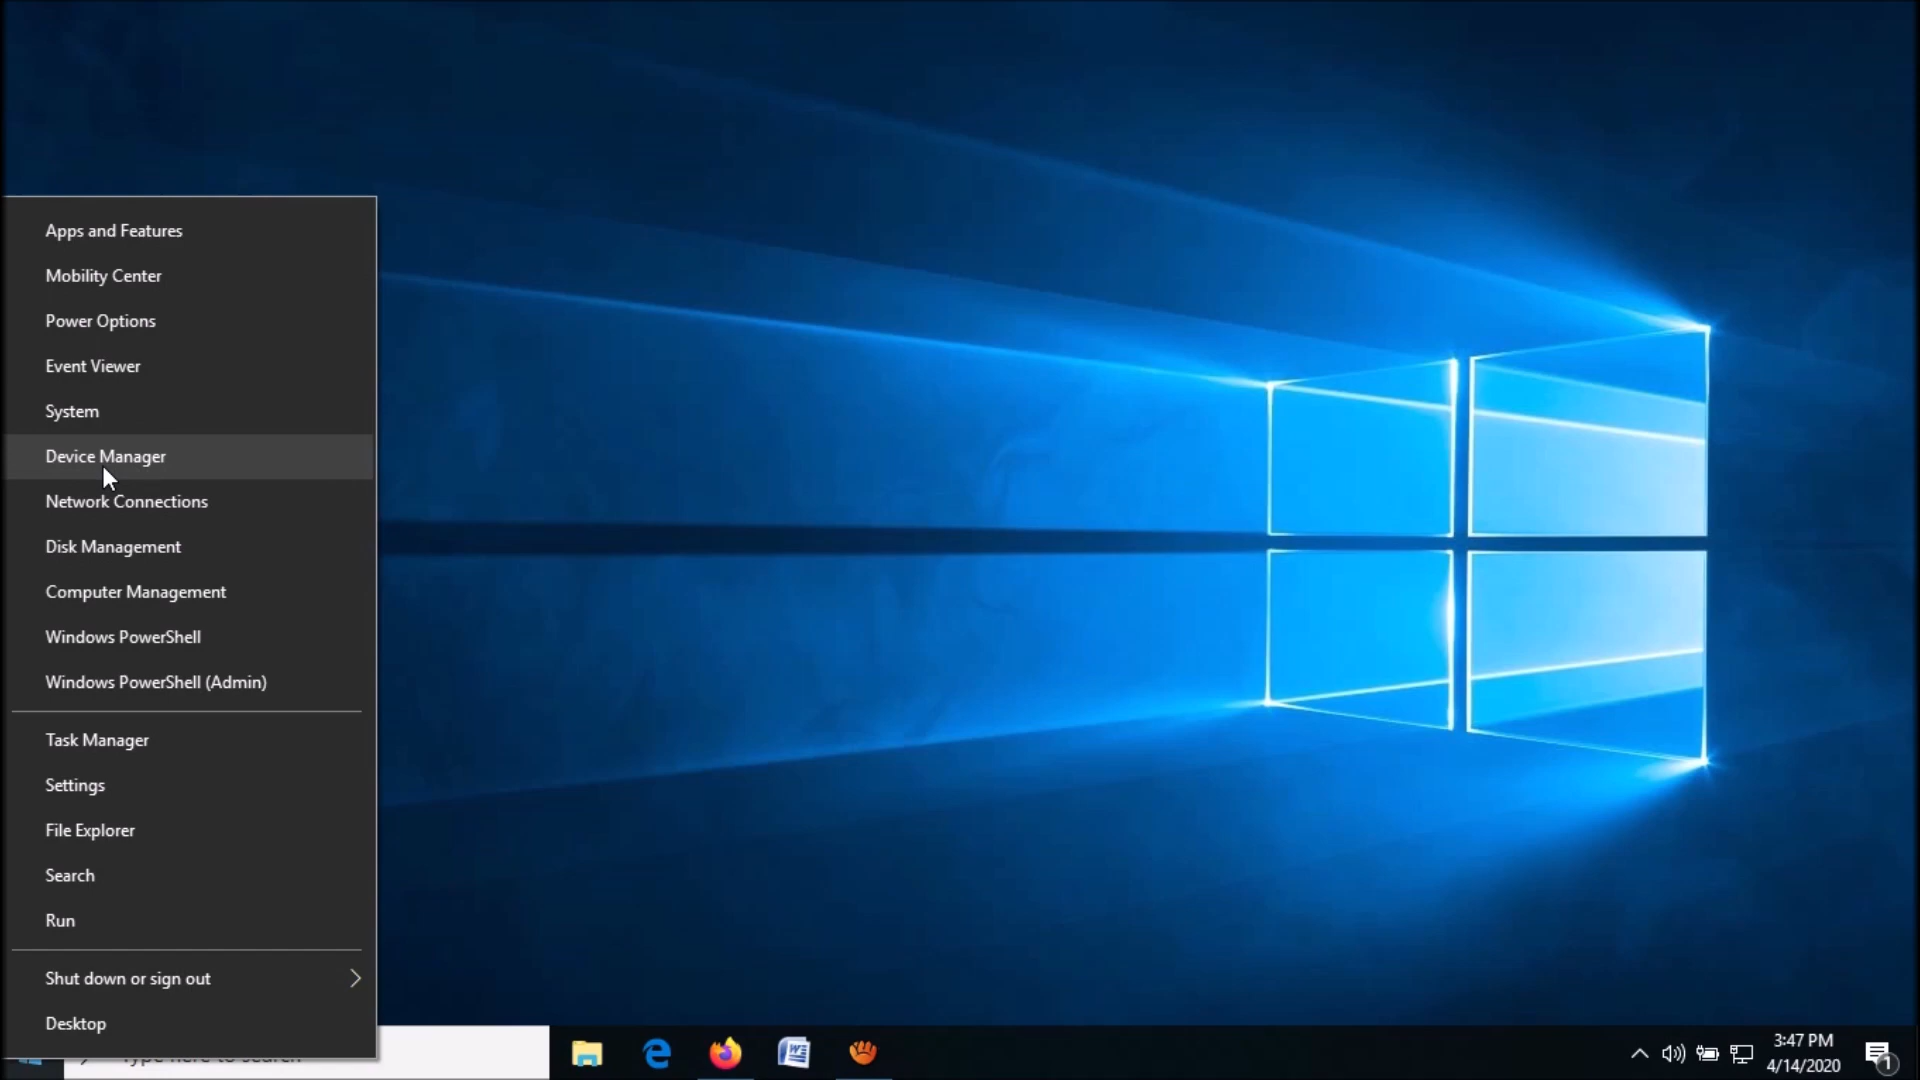 Apps and Features
Mobility Center
Power Options
Event Viewer
System
Device Manager
Network Connections
Disk Management
Computer Management
Windows PowerShell
Windows PowerShell (Admin)
Task Manager
Settings
File Explorer
Search
Run
Shut down or sign out
Desktop
Type here to search
3:47 PM
4/14/2020
1